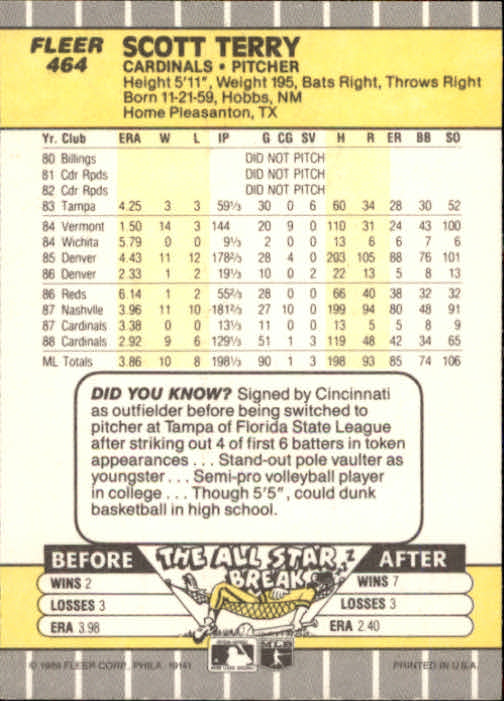 FLEER
464
SCOTT TERRY
CARDINALS • PITCHER
Height 5'11", Weight 195, Bats Right, Throws Right
Born 11-21-59, Hobbs, NM
Home Pleasanton, TX
Yr. Club ERA W L IP G CG SV H R ER BB SO
80 Billings DID NOT PITCH
81 Cdr Rpds DID NOT PITCH
82 Cdr Rpds DID NOT PITCH
83 Tampa 4.25 3 3 59⅓ 30 0 6 60 34 28 30 52
84 Vermont 1.50 14 3 144 20 9 0 110 31 24 43 100
84 Wichita 5.79 0 0 9⅓ 2 0 0 13 6 6 7 6
85 Denver 4.43 11 12 178⅔ 28 4 0 203 105 88 76 101
86 Denver 2.33 1 2 19⅓ 10 0 2 22 13 5 8 13
86 Reds 6.14 1 2 55⅔ 28 0 0 66 40 38 32 32
87 Nashville 3.96 11 10 181⅔ 27 10 0 199 94 80 48 91
87 Cardinals 3.38 0 0 13⅓ 11 0 0 13 5 5 8 9
88 Cardinals 2.92 9 6 129⅓ 51 1 3 119 48 42 34 65
ML Totals 3.86 10 8 198⅓ 90 1 3 198 93 85 74 106
DID YOU KNOW? Signed by Cincinnati
as outfielder before being switched to
pitcher at Tampa of Florida State League
after striking out 4 of first 6 batters in token
appearances . . . Stand-out pole vaulter as
youngster . . . Semi-pro volleyball player
in college . . . Though 5'5", could dunk
basketball in high school.
BEFORE THE ALL STAR BREAK AFTER
WINS 2 WINS 7
LOSSES 3 LOSSES 3
ERA 3.98 ERA 2.40
© 1989 FLEER CORP., PHILA. 19141 PRINTED IN U.S.A.